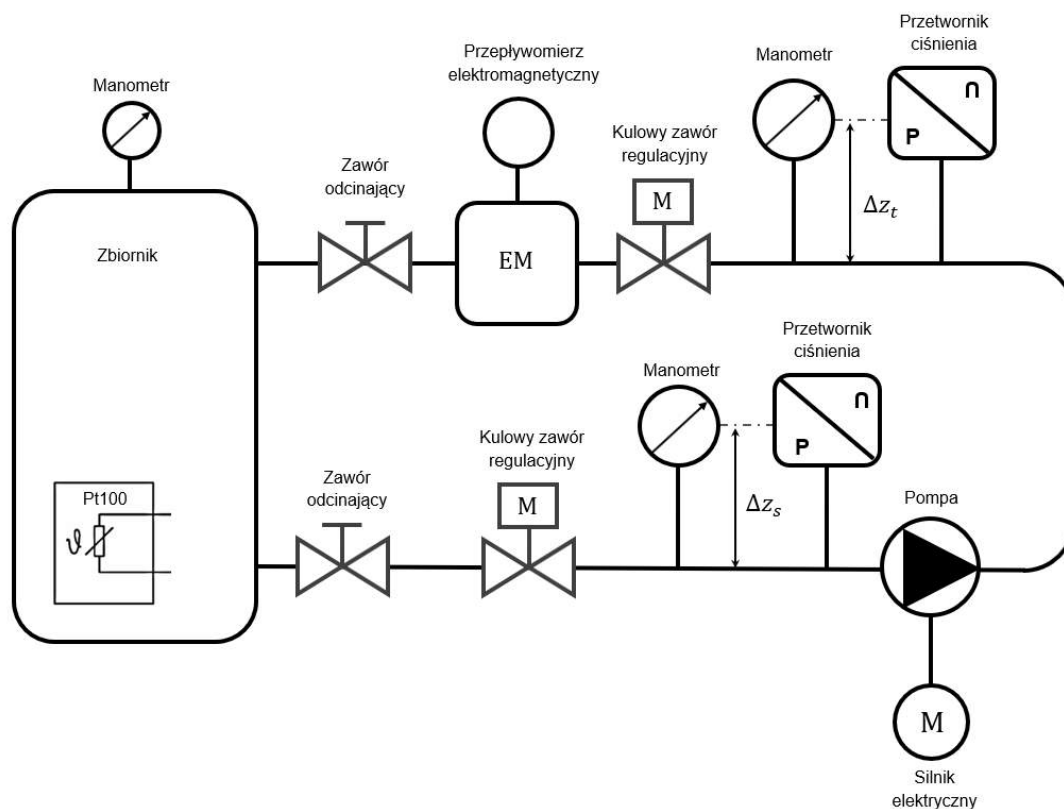 Przetwornik
ciśnienia
Przepływomierz
elektromagnetyczny
Manometr
Manometr
∩
P
Kulowy zawór
regulacyjny
Zawór
odcinający
M
Δz_t
Zbiornik
EM
Przetwornik
ciśnienia
Manometr
∩
P
Kulowy zawór
regulacyjny
Zawór
odcinający
M
Δz_s
Pompa
Pt100
ϑ
M
Silnik
elektryczny